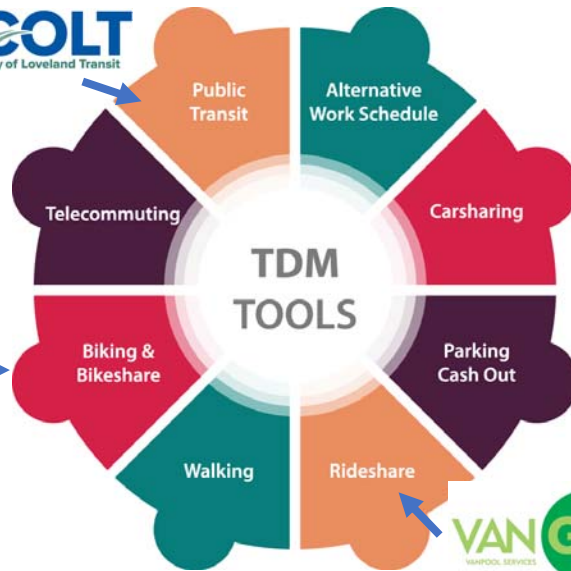 COLT
y of Loveland Transit
Public
Transit
Alternative
Work Schedule
Telecommuting
Carsharing
TDM
TOOLS
Biking &
Bikeshare
Parking
Cash Out
Walking
Rideshare
VAN G
VANPOOL SERVICES